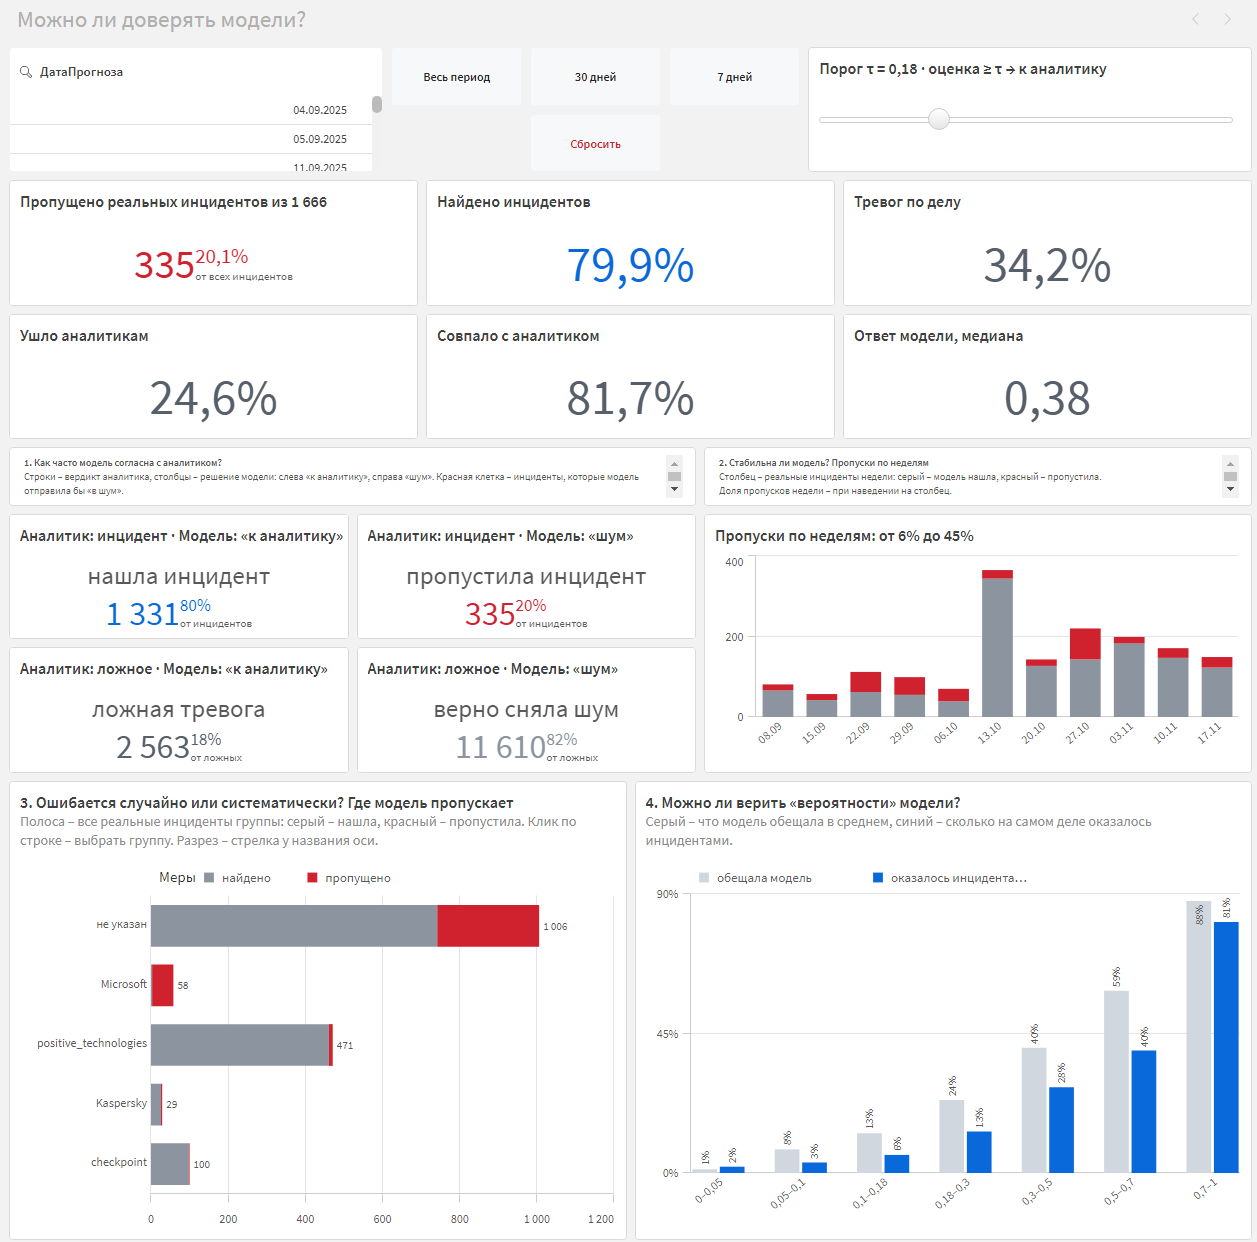 Можно ли доверять модели?
ДатаПрогноза
04.09.2025
05.09.2025
11.09.2025
Весь период
30 дней
7 дней
Сбросить
Порог τ = 0,18 · оценка ≥ τ → к аналитику
Пропущено реальных инцидентов из 1 666
335 20,1%
от всех инцидентов
Найдено инцидентов
79,9%
Тревог по делу
34,2%
Ушло аналитикам
24,6%
Совпало с аналитиком
81,7%
Ответ модели, медиана
0,38
1. Как часто модель согласна с аналитиком?
Строки – вердикт аналитика, столбцы – решение модели: слева «к аналитику», справа «шум». Красная клетка – инциденты, которые модель
отправила бы «в шум».
2. Стабильна ли модель? Пропуски по неделям
Столбец – реальные инциденты недели: серый – модель нашла, красный – пропустила.
Доля пропусков недели – при наведении на столбец.
Аналитик: инцидент · Модель: «к аналитику»
нашла инцидент
1 331 80%
от инцидентов
Аналитик: инцидент · Модель: «шум»
пропустила инцидент
335 20%
от инцидентов
Аналитик: ложное · Модель: «к аналитику»
ложная тревога
2 563 18%
от ложных
Аналитик: ложное · Модель: «шум»
верно сняла шум
11 610 82%
от ложных
Пропуски по неделям: от 6% до 45%
400
200
0
08.09
15.09
22.09
29.09
06.10
13.10
20.10
27.10
03.11
10.11
17.11
3. Ошибается случайно или систематически? Где модель пропускает
Полоса – все реальные инциденты группы: серый – нашла, красный – пропустила. Клик по
строке – выбрать группу. Разрез – стрелка у названия оси.
Меры найдено пропущено
не указан 1 006
Microsoft 58
positive_technologies 471
Kaspersky 29
checkpoint 100
0 200 400 600 800 1 000 1 200
4. Можно ли верить «вероятности» модели?
Серый – что модель обещала в среднем, синий – сколько на самом деле оказалось
инцидентами.
обещала модель оказалось инцидента...
90%
45%
0%
1% 2%
8% 3%
13% 6%
24% 13%
40% 28%
59% 40%
88% 81%
0–0,05
0,05–0,1
0,1–0,18
0,18–0,3
0,3–0,5
0,5–0,7
0,7–1